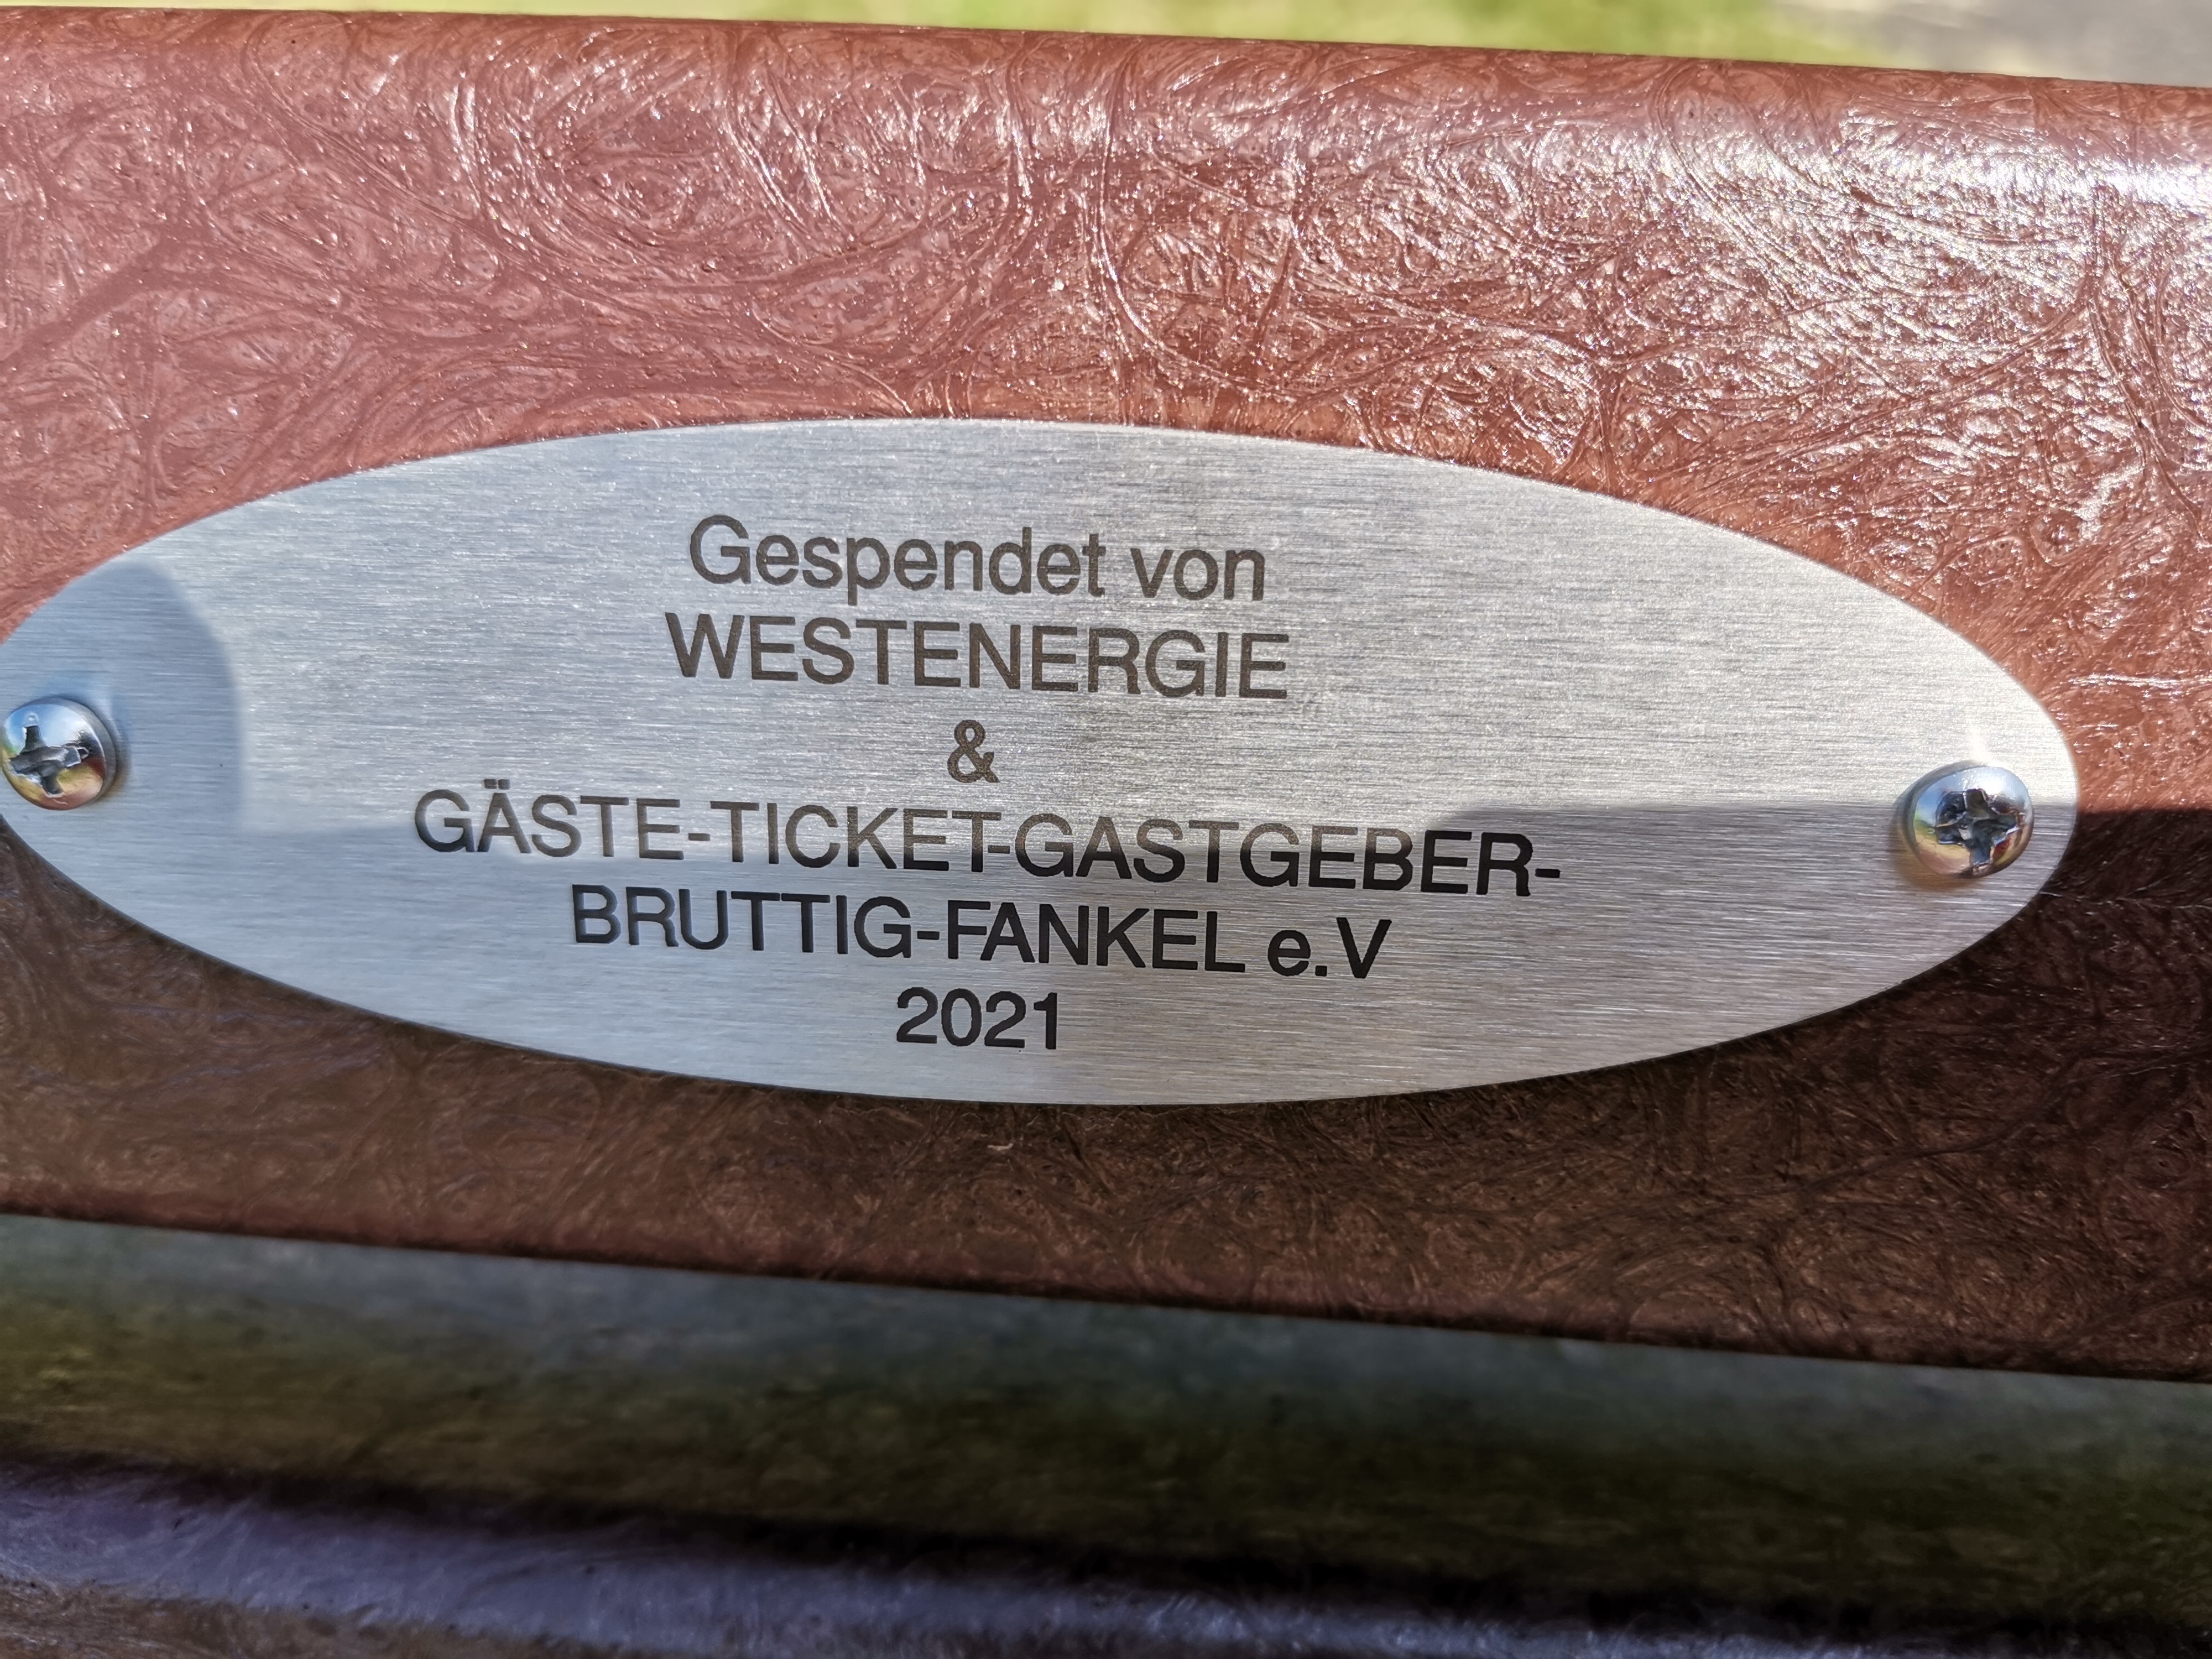 Gespendet von
WESTENERGIE
&
GÄSTE-TICKET-GASTGEBER-
BRUTTIG-FANKEL e.V
2021